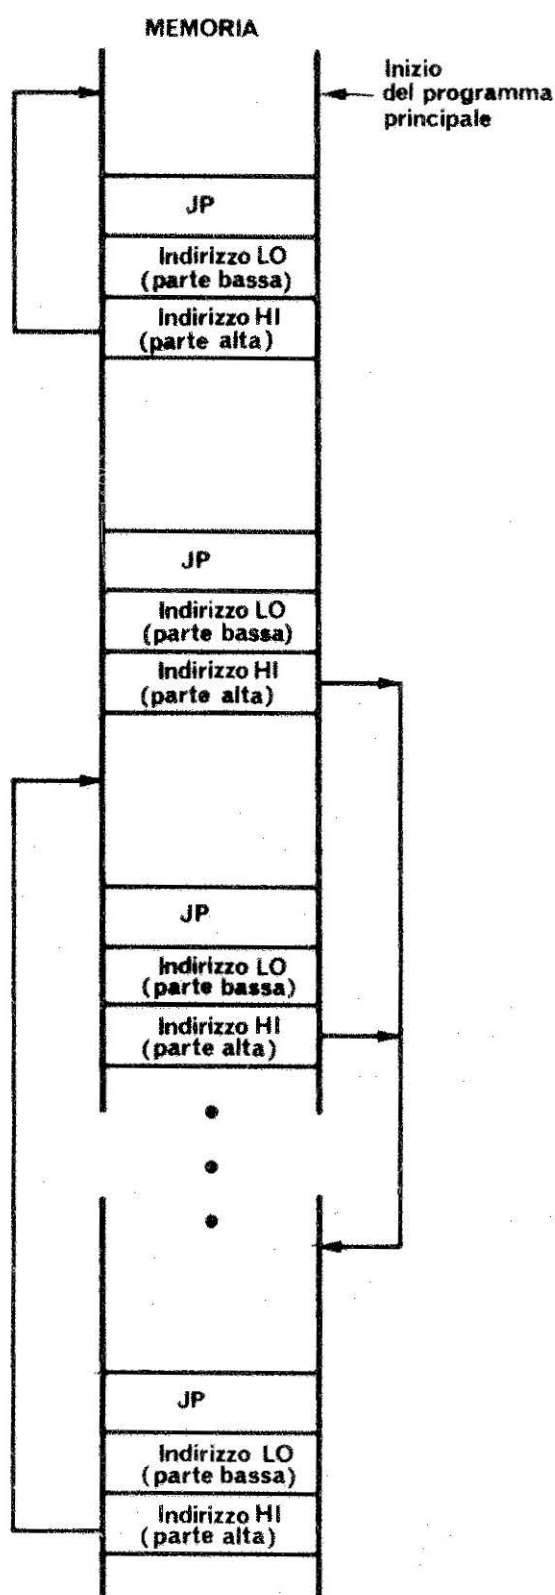 MEMORIA
Inizio
del programma
principale
JP
Indirizzo LO
(parte bassa)
Indirizzo HI
(parte alta)
JP
Indirizzo LO
(parte bassa)
Indirizzo HI
(parte alta)
JP
Indirizzo LO
(parte bassa)
Indirizzo HI
(parte alta)
JP
Indirizzo LO
(parte bassa)
Indirizzo HI
(parte alta)